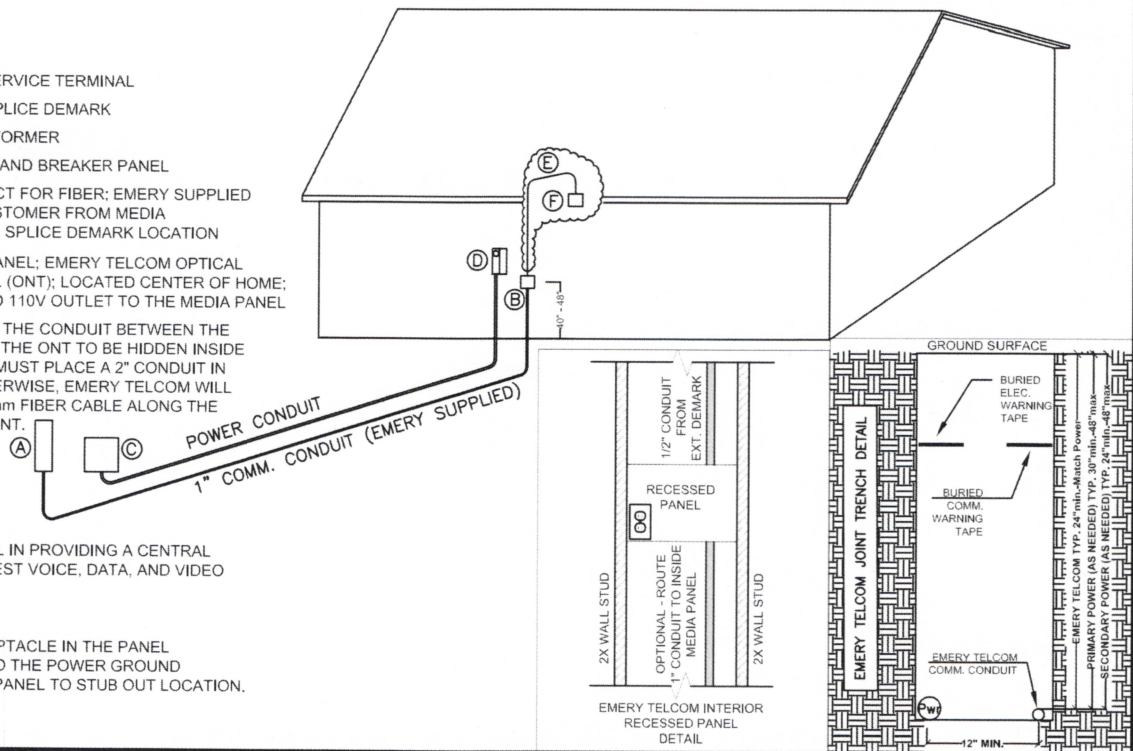 ERVICE TERMINAL
PLICE DEMARK
FORMER
AND BREAKER PANEL
CT FOR FIBER; EMERY SUPPLIED
STOMER FROM MEDIA
SPLICE DEMARK LOCATION
ANEL; EMERY TELCOM OPTICAL
(ONT); LOCATED CENTER OF HOME;
110V OUTLET TO THE MEDIA PANEL
THE CONDUIT BETWEEN THE
THE ONT TO BE HIDDEN INSIDE
MUST PLACE A 2" CONDUIT IN
ERWISE, EMERY TELCOM WILL
mm FIBER CABLE ALONG THE
NT.
A
C
POWER CONDUIT
1" COMM. CONDUIT (EMERY SUPPLIED)
D
B
E
F
40" - 48"
L IN PROVIDING A CENTRAL
EST VOICE, DATA, AND VIDEO
PTACLE IN THE PANEL
O THE POWER GROUND
PANEL TO STUB OUT LOCATION.
2X WALL STUD
1/2" CONDUIT
FROM
EXT. DEMARK
RECESSED
PANEL
OPTIONAL - ROUTE
1" CONDUIT TO INSIDE
MEDIA PANEL
2X WALL STUD
EMERY TELCOM INTERIOR
RECESSED PANEL
DETAIL
EMERY TELCOM JOINT TRENCH DETAIL
GROUND SURFACE
BURIED
ELEC.
WARNING
TAPE
BURIED
COMM.
WARNING
TAPE
EMERY TELCOM
COMM. CONDUIT
Pwr
12" MIN.
EMERY TELCOM TYP. 24"min.-Match Power
PRIMARY POWER (AS NEEDED) TYP. 30"min.-48"max
SECONDARY POWER (AS NEEDED) TYP. 24"min.-48"max